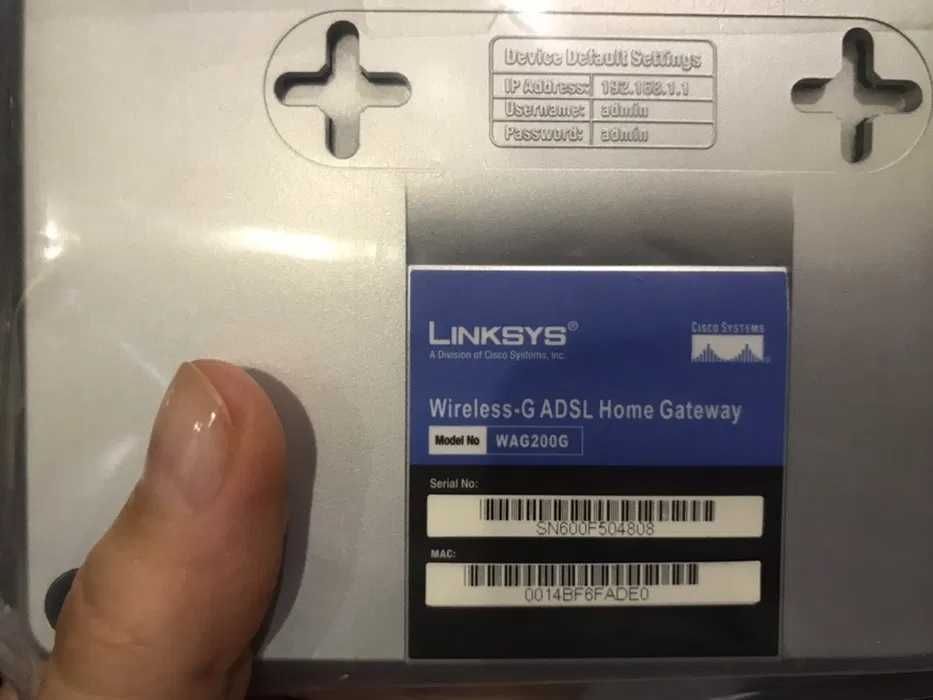 Device Default Settings
IP Address: 192.168.1.1
Username: admin
Password: admin
LINKSYS®
A Division of Cisco Systems, Inc.
CISCO SYSTEMS
Wireless-G ADSL Home Gateway
Model No WAG200G
Serial No:
SN600F504808
MAC:
0014BF6FADE0